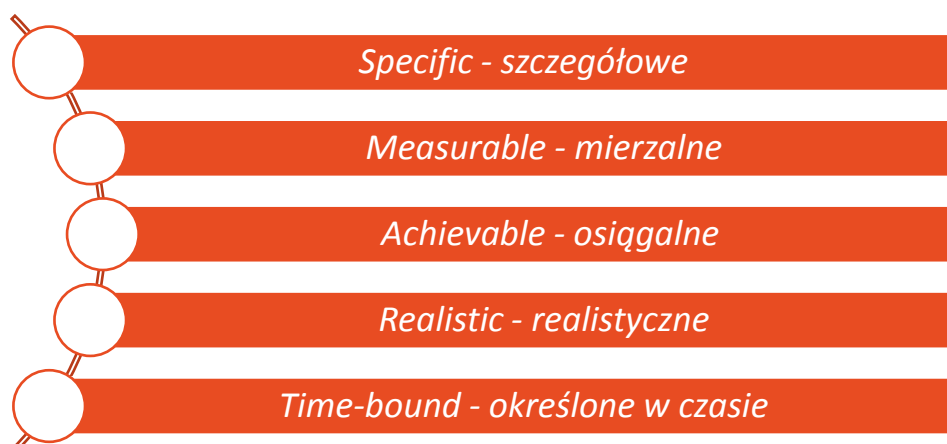 Specific - szczegółowe
Measurable - mierzalne
Achievable - osiągalne
Realistic - realistyczne
Time-bound - określone w czasie